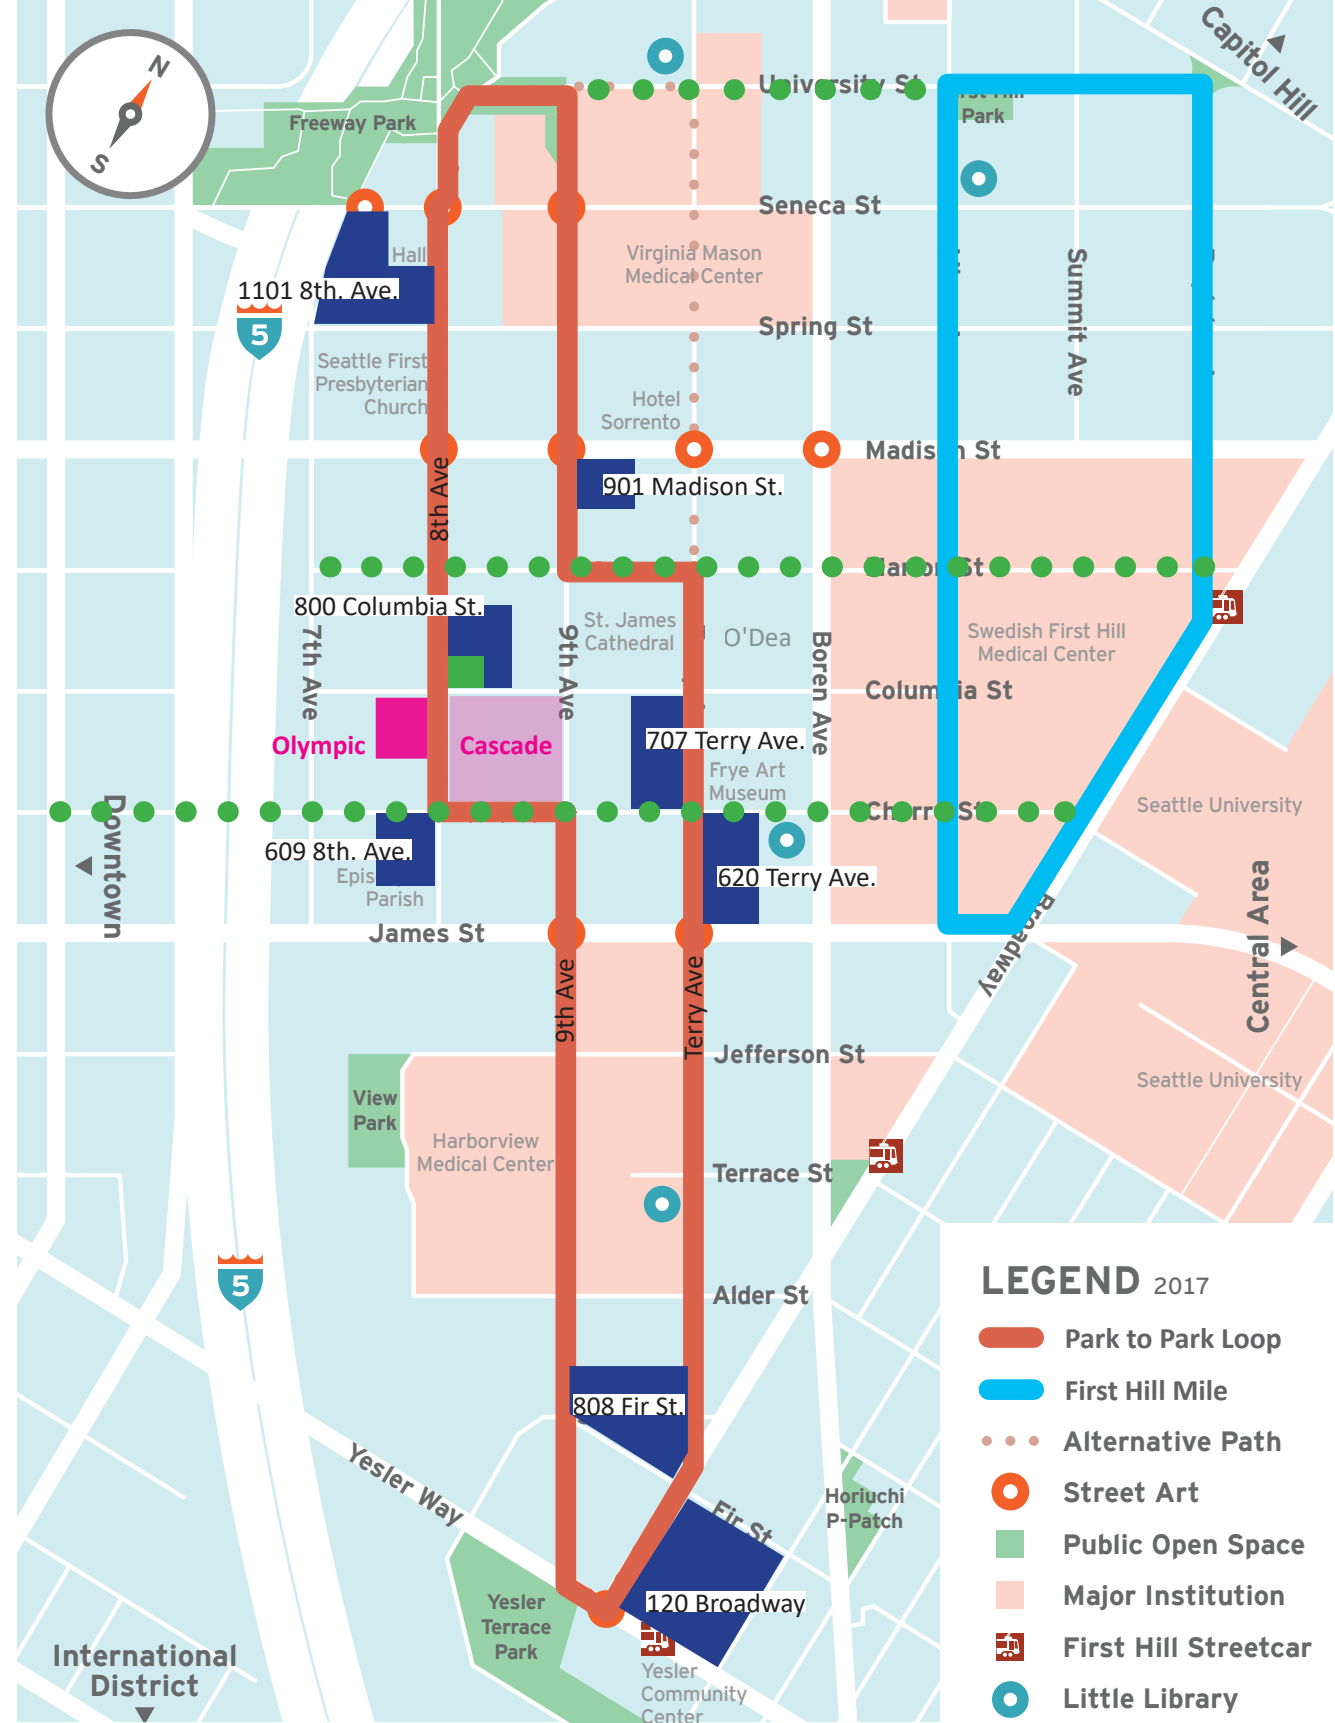 Capitol Hill
N
S
University St
Freeway Park
Park
Seneca St
Hall
Virginia Mason
Medical Center
1101 8th. Ave.
5
Summit Ave
Spring St
Seattle First
Presbyterian
Church
Hotel
Sorrento
Madison St
8th Ave
901 Madison St.
800 Columbia St.
7th Ave
9th Ave
St. James
Cathedral
O'Dea
Boren Ave
Swedish First Hill
Medical Center
Columbia St
Olympic
Cascade
707 Terry Ave.
Frye Art
Museum
Downtown
Cherry St
Seattle University
609 8th. Ave.
Parish
620 Terry Ave.
James St
Broadway
Central Area
9th Ave
Terry Ave
Jefferson St
View
Park
Seattle University
Harborview
Medical Center
Terrace St
5
Alder St
808 Fir St.
Yesler Way
Fir St
Horiuchi
P-Patch
Yesler
Terrace
Park
120 Broadway
International
District
Yesler
Community
Center
LEGEND 2017
Park to Park Loop
First Hill Mile
Alternative Path
Street Art
Public Open Space
Major Institution
First Hill Streetcar
Little Library